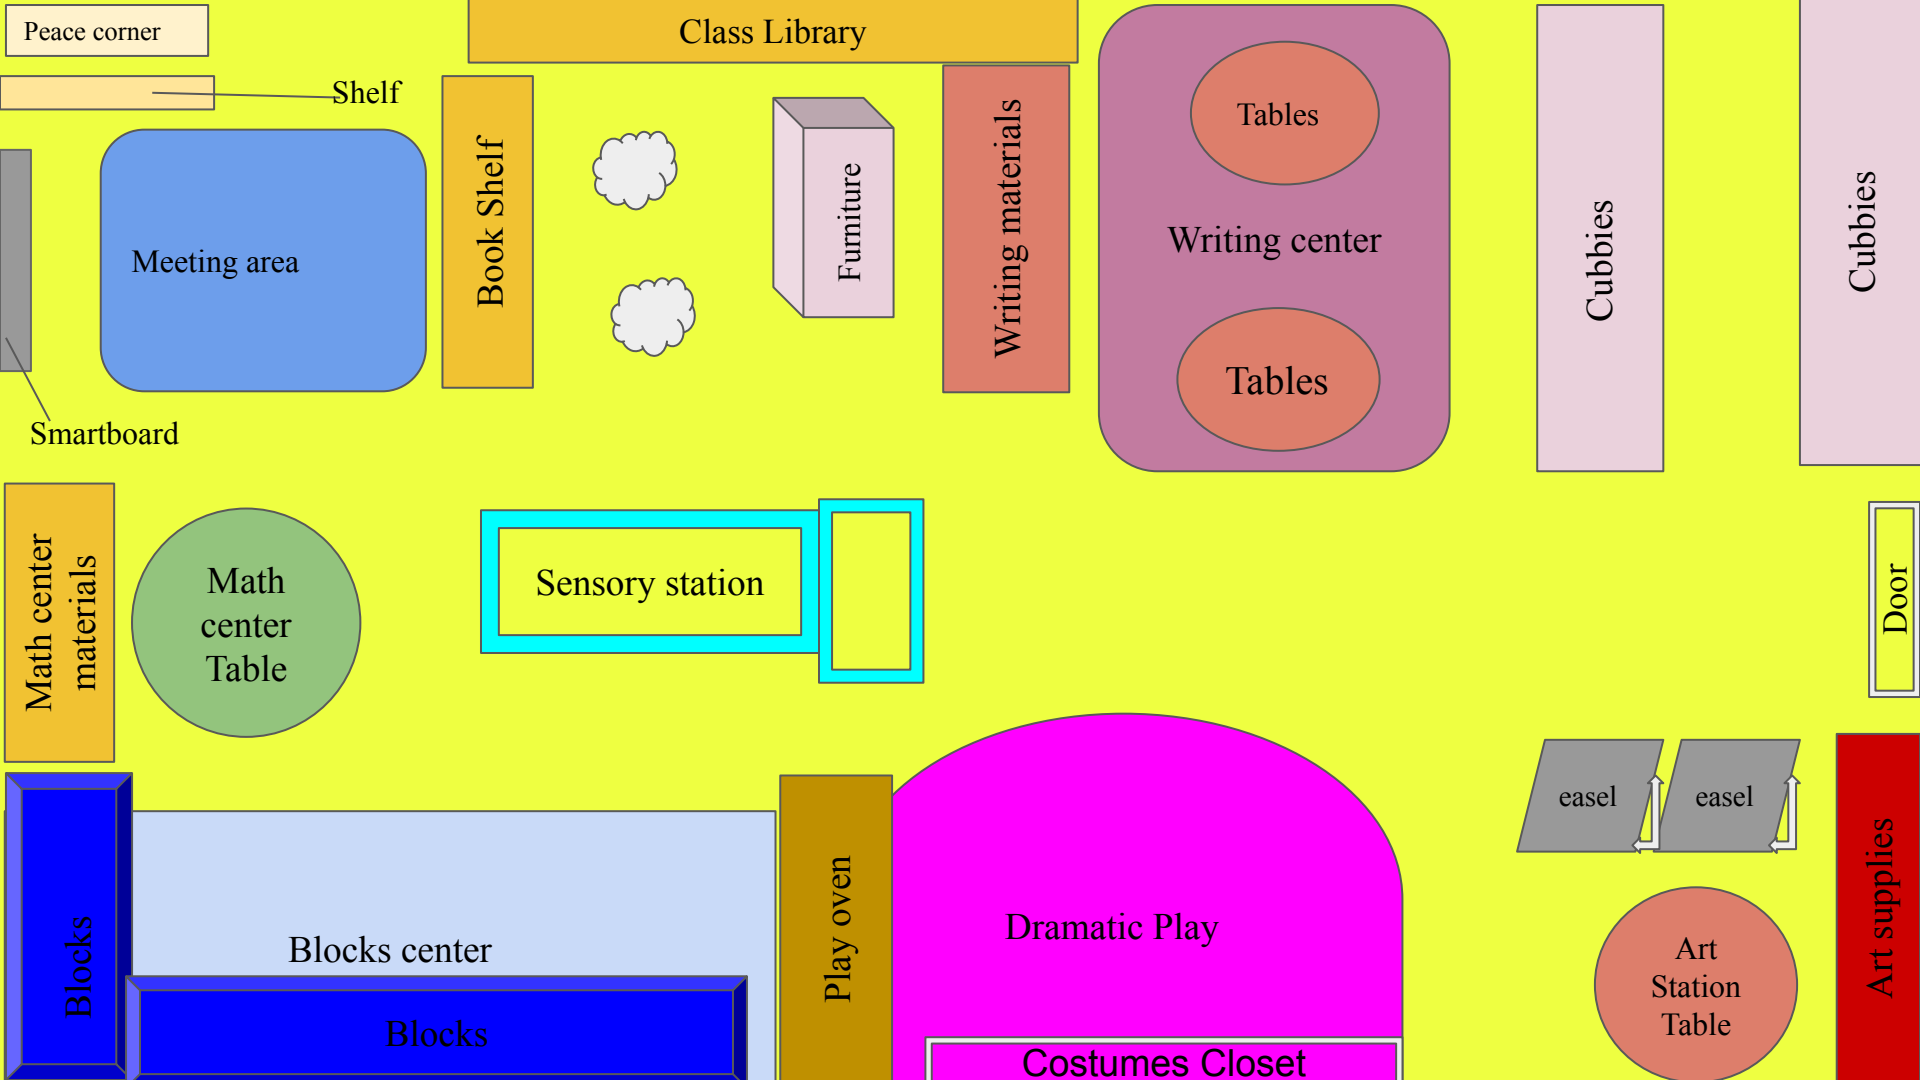 Peace corner
Class Library
Shelf
Tables
Writing materials
Furniture
Book Shelf
Meeting area
Writing center
Cubbies
Cubbies
Tables
Smartboard
Math center
materials
Math
center
Table
Sensory station
Door
easel
easel
Blocks
Blocks center
Play oven
Dramatic Play
Art supplies
Art
Station
Table
Blocks
Costumes Closet